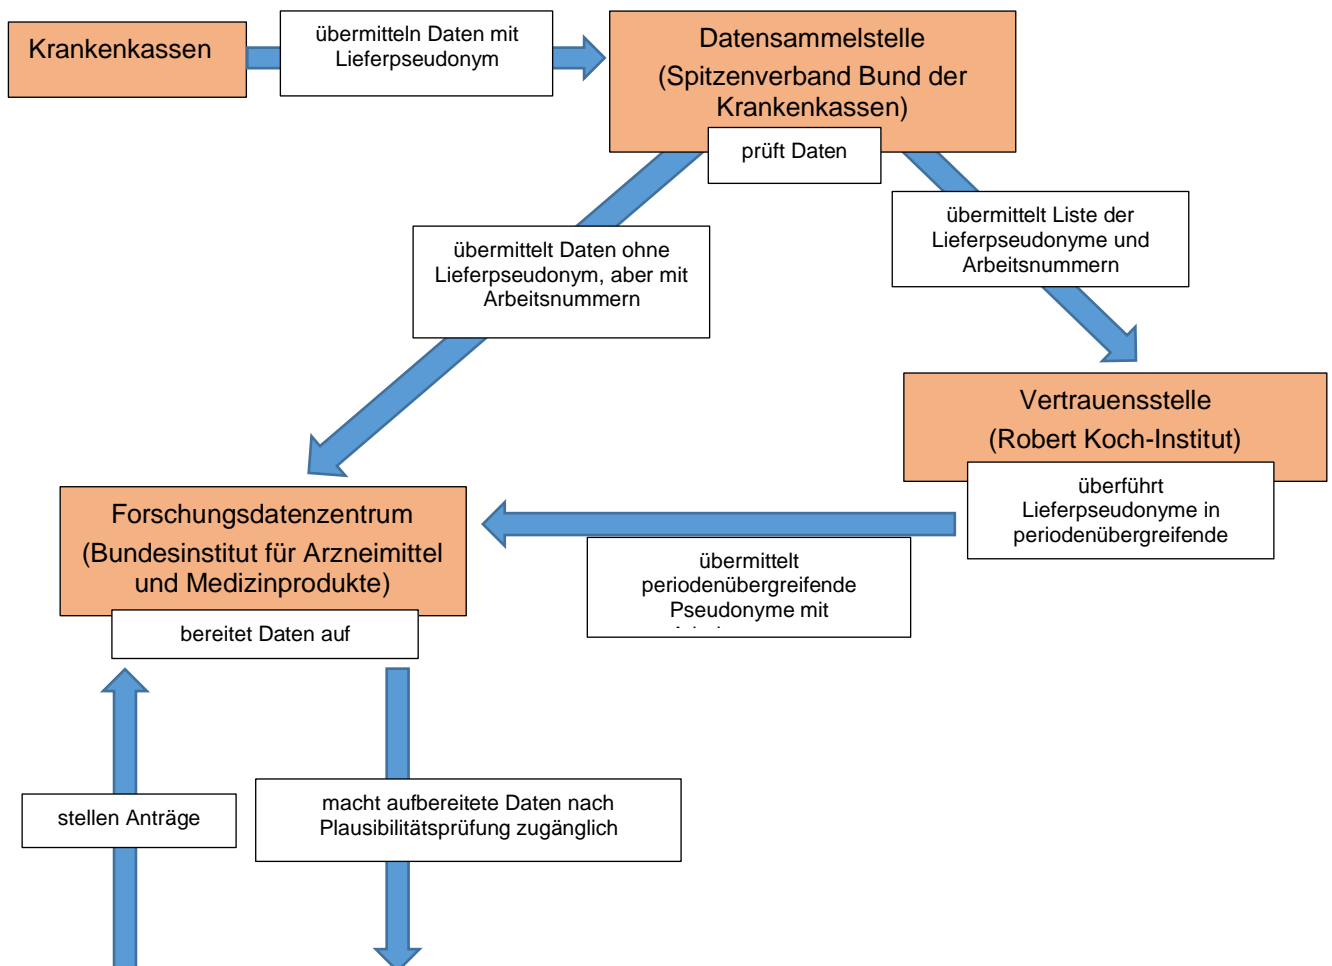 Krankenkassen
übermitteln Daten mit
Lieferpseudonym
Datensammelstelle
(Spitzenverband Bund der
Krankenkassen)
prüft Daten
übermittelt Daten ohne
Lieferpseudonym, aber mit
Arbeitsnummern
übermittelt Liste der
Lieferpseudonyme und
Arbeitsnummern
Vertrauensstelle
(Robert Koch-Institut)
überführt
Lieferpseudonyme in
periodenübergreifende
Forschungsdatenzentrum
(Bundesinstitut für Arzneimittel
und Medizinprodukte)
bereitet Daten auf
übermittelt
periodenübergreifende
Pseudonyme mit
stellen Anträge
macht aufbereitete Daten nach
Plausibilitätsprüfung zugänglich